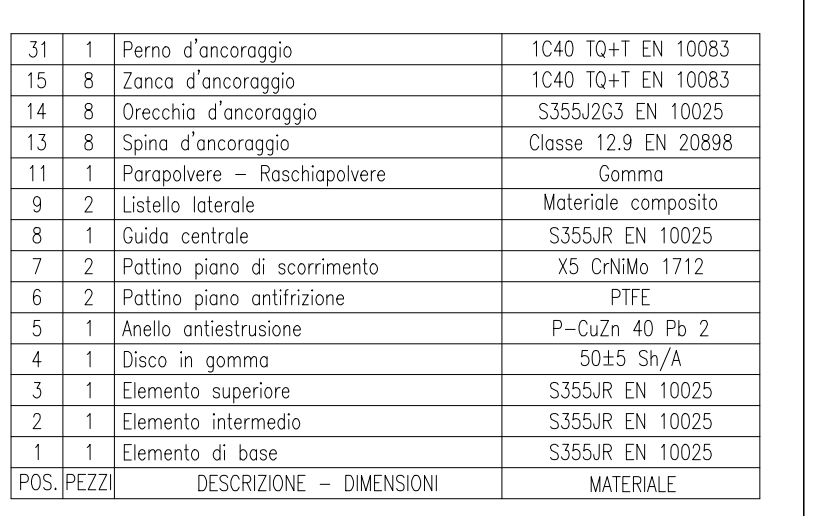 31 1 Perno d'ancoraggio 1C40 TQ+T EN 10083
15 8 Zanca d'ancoraggio 1C40 TQ+T EN 10083
14 8 Orecchia d'ancoraggio S355J2G3 EN 10025
13 8 Spina d'ancoraggio Classe 12.9 EN 20898
11 1 Parapolvere – Raschiapolvere Gomma
9 2 Listello laterale Materiale composito
8 1 Guida centrale S355JR EN 10025
7 2 Pattino piano di scorrimento X5 CrNiMo 1712
6 2 Pattino piano antifrizione PTFE
5 1 Anello antiestrusione P–CuZn 40 Pb 2
4 1 Disco in gomma 50±5 Sh/A
3 1 Elemento superiore S355JR EN 10025
2 1 Elemento intermedio S355JR EN 10025
1 1 Elemento di base S355JR EN 10025
POS. PEZZI DESCRIZIONE – DIMENSIONI MATERIALE